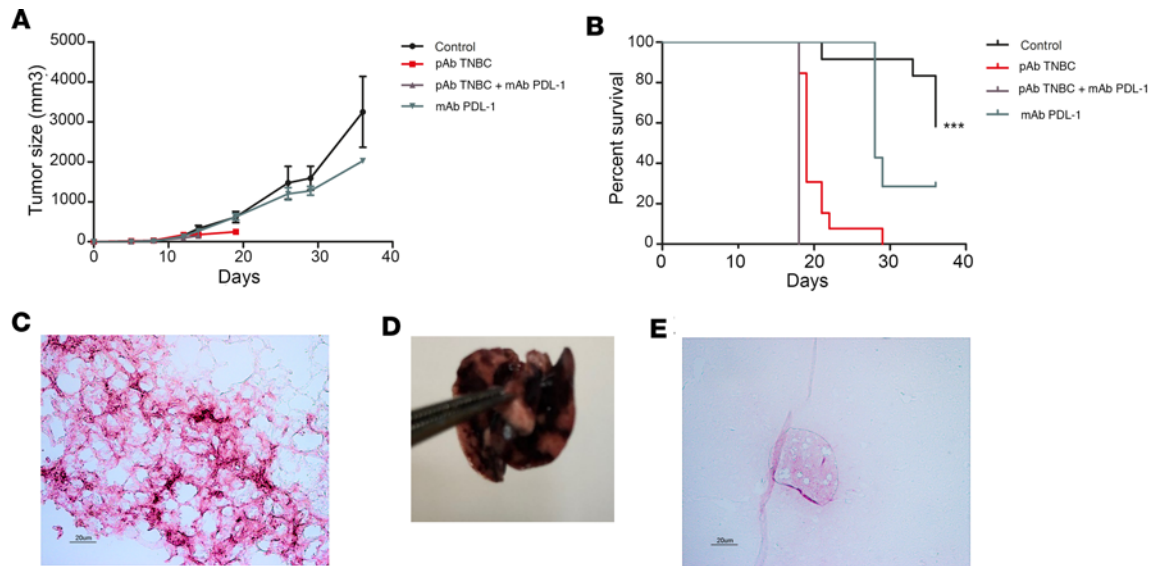 A
5000
4000
3000
2000
1000
0
Tumor size (mm3)
0 10 20 30 40
Days
Control
pAb TNBC
pAb TNBC + mAb PDL-1
mAb PDL-1
B
100
80
60
40
20
0
Percent survival
0 10 20 30 40
Days
***
Control
pAb TNBC
pAb TNBC + mAb PDL-1
mAb PDL-1
C
20um
D
E
20um